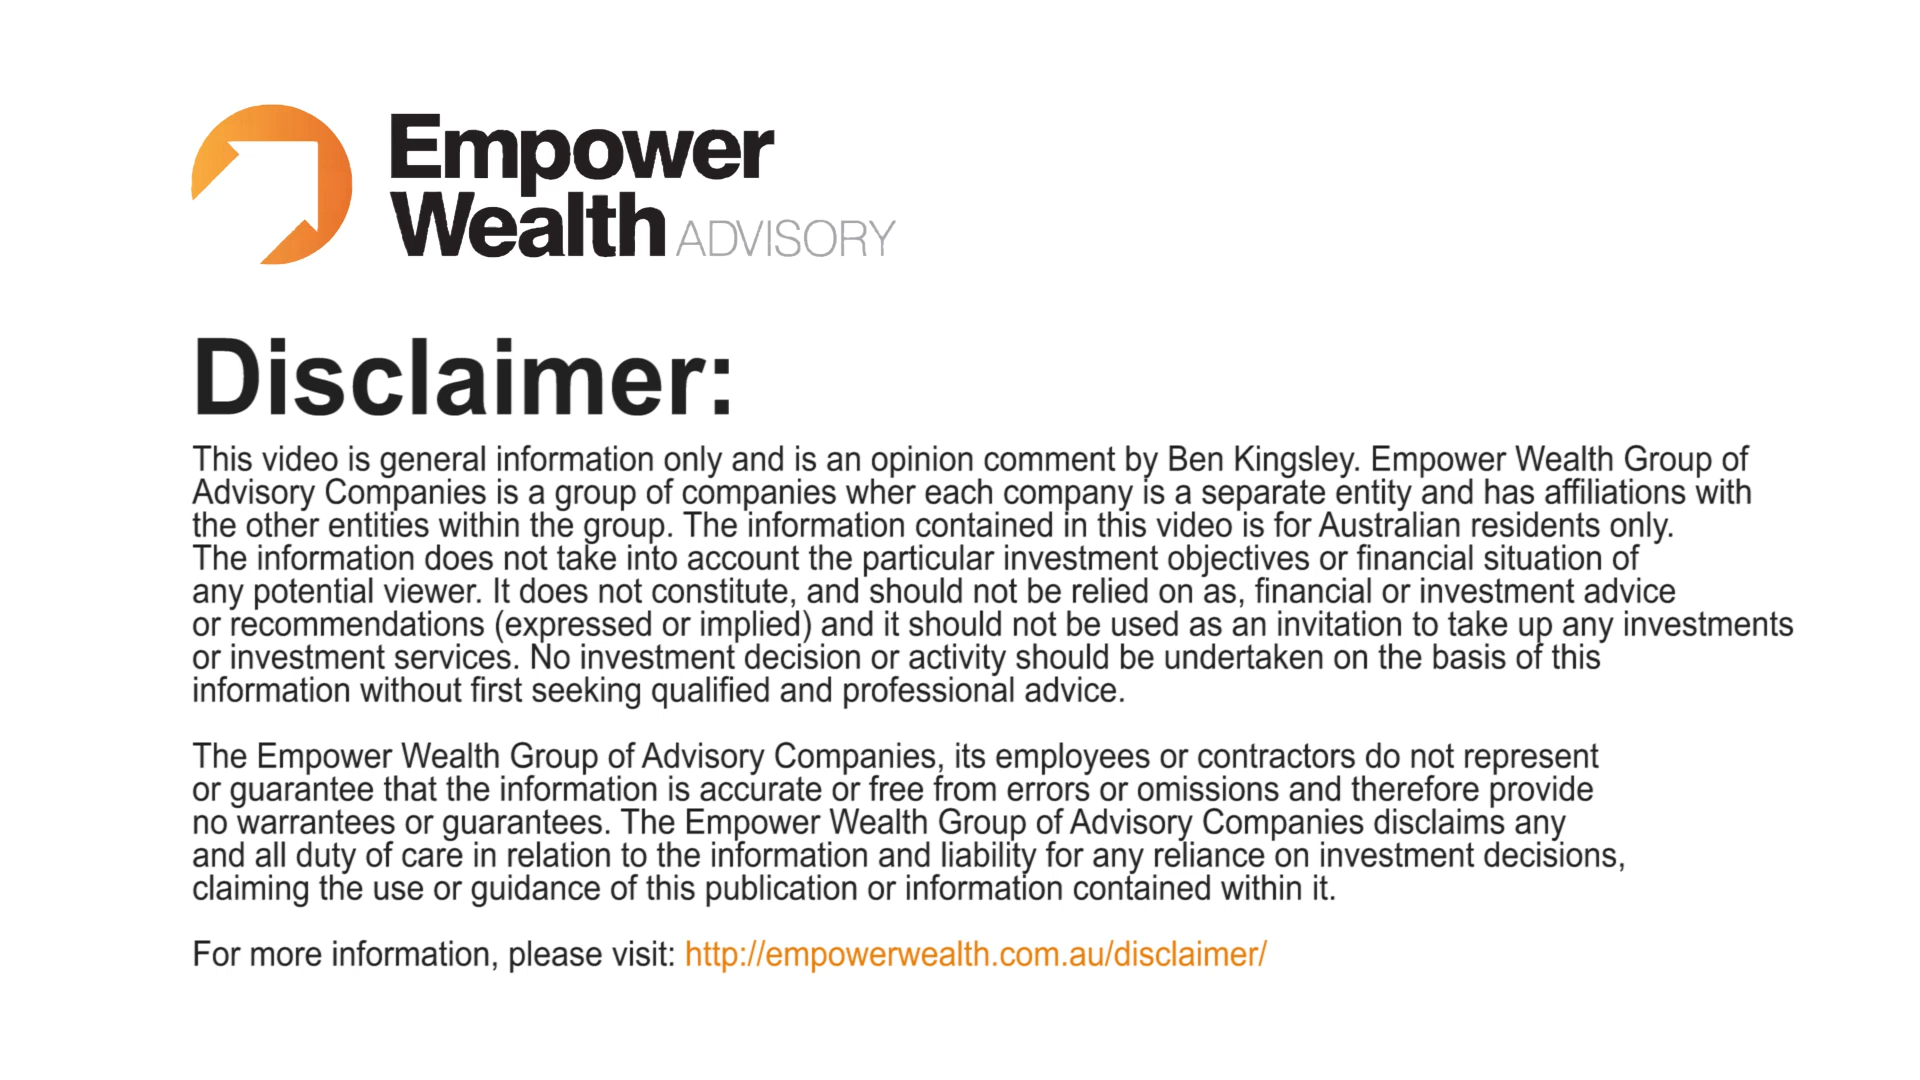 Empower
Wealth ADVISORY
Disclaimer:
This video is general information only and is an opinion comment by Ben Kingsley. Empower Wealth Group of
Advisory Companies is a group of companies wher each company is a separate entity and has affiliations with
the other entities within the group. The information contained in this video is for Australian residents only.
The information does not take into account the particular investment objectives or financial situation of
any potential viewer. It does not constitute, and should not be relied on as, financial or investment advice
or recommendations (expressed or implied) and it should not be used as an invitation to take up any investments
or investment services. No investment decision or activity should be undertaken on the basis of this
information without first seeking qualified and professional advice.
The Empower Wealth Group of Advisory Companies, its employees or contractors do not represent
or guarantee that the information is accurate or free from errors or omissions and therefore provide
no warrantees or guarantees. The Empower Wealth Group of Advisory Companies disclaims any
and all duty of care in relation to the information and liability for any reliance on investment decisions,
claiming the use or guidance of this publication or information contained within it.
For more information, please visit: http://empowerwealth.com.au/disclaimer/